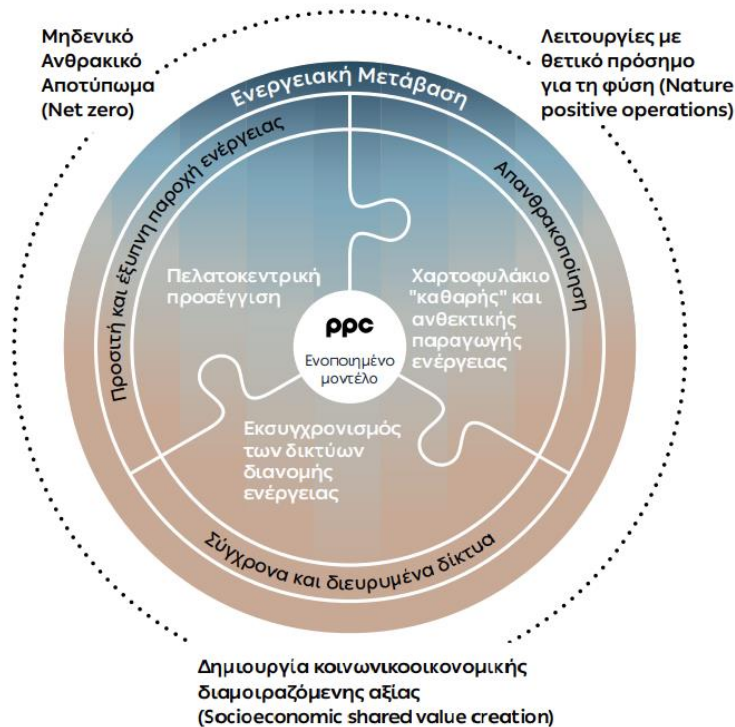 Μηδενικό
Ανθρακικό
Αποτύπωμα
(Net zero)
Λειτουργίες με
θετικό πρόσημο
για τη φύση (Nature
positive operations)
Ενεργειακή Μετάβαση
Προσιτή και έξυπνη παροχή ενέργειας
Απανθρακοποίηση
Πελατοκεντρική
προσέγγιση
Χαρτοφυλάκιο
"καθαρής" και
ανθεκτικής
παραγωγής
ενέργειας
ppc
Ενοποιημένο
μοντέλο
Εκσυγχρονισμός
των δικτύων
διανομής
ενέργειας
Σύγχρονα και διευρυμένα δίκτυα
Δημιουργία κοινωνικοοικονομικής
διαμοιραζόμενης αξίας
(Socioeconomic shared value creation)